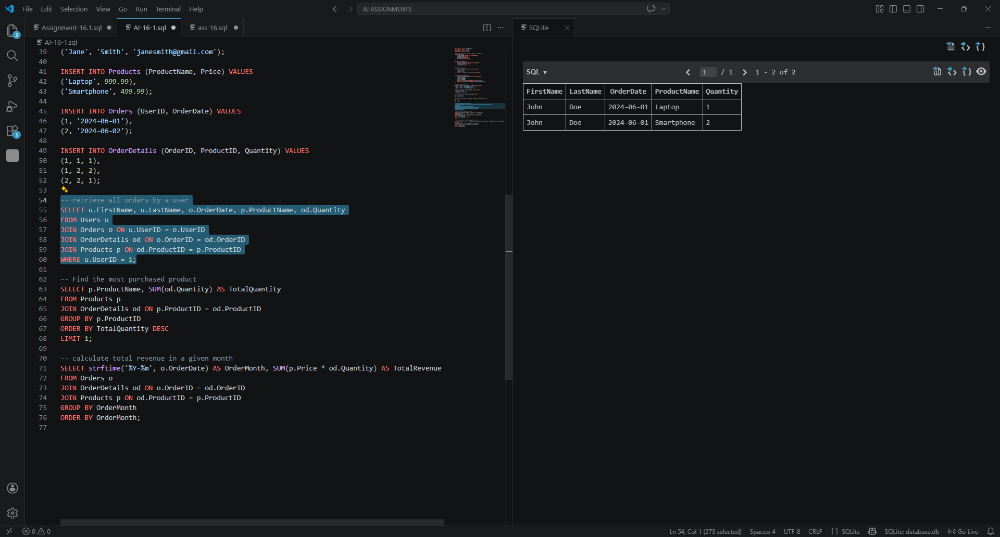 File Edit Selection View Go Run Terminal Help
AI ASSIGNMENTS
Assignment-16.1.sql
AI-16-1.sql
ass-16.sql
AI-16-1.sql
39 ('Jane', 'Smith', 'janesmith@gmail.com');
40
41 INSERT INTO Products (ProductName, Price) VALUES
42 ('Laptop', 999.99),
43 ('Smartphone', 499.99);
44
45 INSERT INTO Orders (UserID, OrderDate) VALUES
46 (1, '2024-06-01'),
47 (2, '2024-06-02');
48
49 INSERT INTO OrderDetails (OrderID, ProductID, Quantity) VALUES
50 (1, 1, 1),
51 (1, 2, 2),
52 (2, 2, 1);
53
54 -- retrieve all orders by a user
55 SELECT u.FirstName, u.LastName, o.OrderDate, p.ProductName, od.Quantity
56 FROM Users u
57 JOIN Orders o ON u.UserID = o.UserID
58 JOIN OrderDetails od ON o.OrderID = od.OrderID
59 JOIN Products p ON od.ProductID = p.ProductID
60 WHERE u.UserID = 1;
61
62 -- Find the most purchased product
63 SELECT p.ProductName, SUM(od.Quantity) AS TotalQuantity
64 FROM Products p
65 JOIN OrderDetails od ON p.ProductID = od.ProductID
66 GROUP BY p.ProductID
67 ORDER BY TotalQuantity DESC
68 LIMIT 1;
69
70 -- calculate total revenue in a given month
71 SELECT strftime('%Y-%m', o.OrderDate) AS OrderMonth, SUM(p.Price * od.Quantity) AS TotalRevenue
72 FROM Orders o
73 JOIN OrderDetails od ON o.OrderID = od.OrderID
74 JOIN Products p ON od.ProductID = p.ProductID
75 GROUP BY OrderMonth
76 ORDER BY OrderMonth;
77
3
1
SQLite
SQL ▼ 1 / 1 1 - 2 of 2
FirstName LastName OrderDate ProductName Quantity
John Doe 2024-06-01 Laptop 1
John Doe 2024-06-01 Smartphone 2
0 0 Ln 54, Col 1 (273 selected) Spaces: 4 UTF-8 CRLF { } SQLite SQLite: database.db Go Live